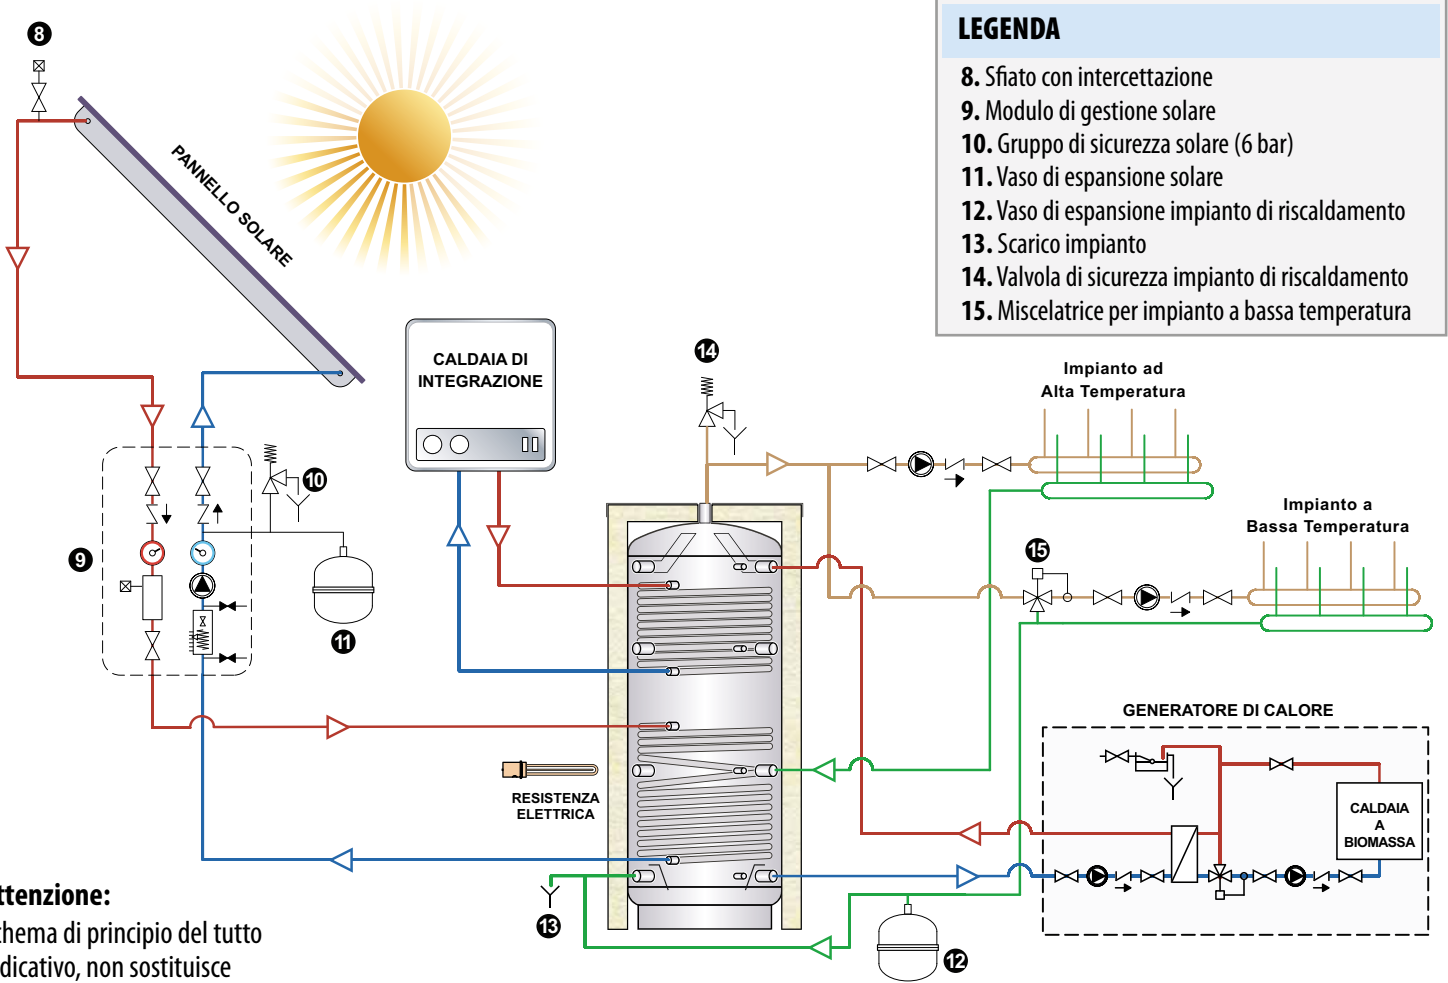 8
LEGENDA
8. Sfiato con intercettazione
9. Modulo di gestione solare
10. Gruppo di sicurezza solare (6 bar)
11. Vaso di espansione solare
12. Vaso di espansione impianto di riscaldamento
13. Scarico impianto
14. Valvola di sicurezza impianto di riscaldamento
15. Miscelatrice per impianto a bassa temperatura
PANNELLO SOLARE
CALDAIA DI
INTEGRAZIONE
14
Impianto ad
Alta Temperatura
10
Impianto a
Bassa Temperatura
9
15
11
GENERATORE DI CALORE
RESISTENZA
ELETTRICA
CALDAIA
A
BIOMASSA
13
12
ttenzione:
chema di principio del tutto
dicativo, non sostituisce